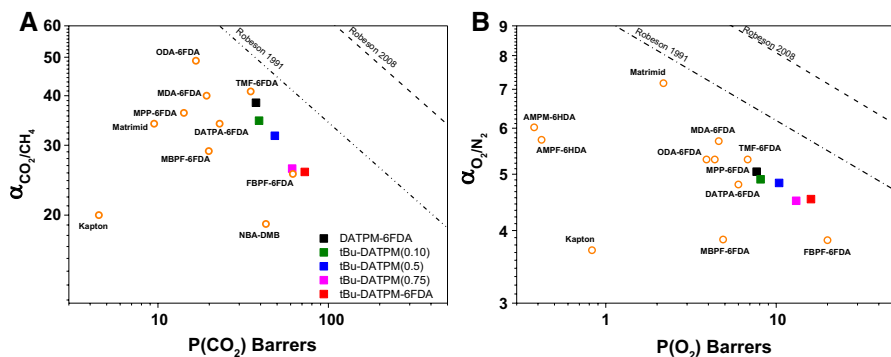 A
60
50
40
30
20
α CO₂/CH₄
10
100
P(CO₂) Barrers
Robeson 1991
Robeson 2008
ODA-6FDA
MDA-6FDA
TMF-6FDA
MPP-6FDA
Matrimid
DATPA-6FDA
MBPF-6FDA
FBPF-6FDA
Kapton
NBA-DMB
DATPM-6FDA
tBu-DATPM(0.10)
tBu-DATPM(0.5)
tBu-DATPM(0.75)
tBu-DATPM-6FDA
B
9
8
7
6
5
4
3
α O₂/N₂
1
10
P(O₂) Barrers
Robeson 1991
Robeson 2008
Matrimid
AMPM-6HDA
AMPF-6HDA
MDA-6FDA
ODA-6FDA
TMF-6FDA
MPP-6FDA
DATPA-6FDA
Kapton
MBPF-6FDA
FBPF-6FDA